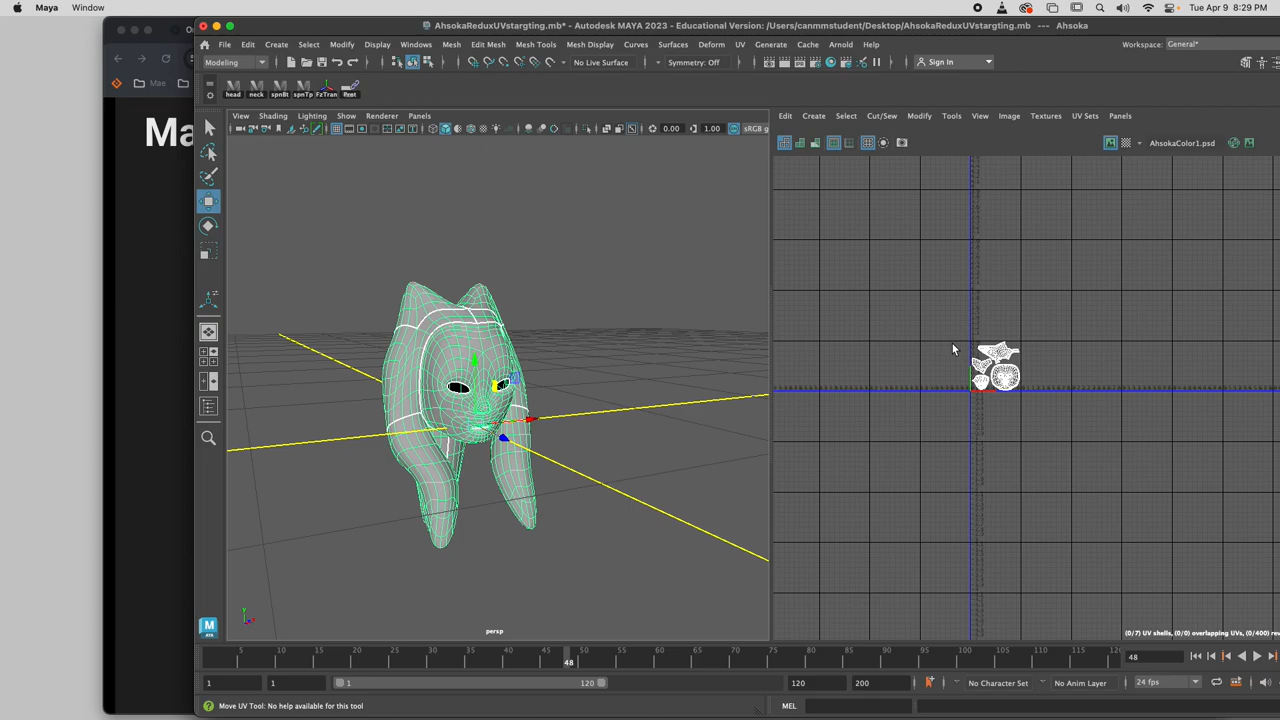 Maya Window Tue Apr 9 8:29 PM
AhsokaReduxUVstargting.mb* - Autodesk MAYA 2023 - Educational Version: /Users/canmmstudent/Desktop/AhsokaReduxUVstargting.mb --- Ahsoka
File Edit Create Select Modify Display Windows Mesh Edit Mesh Mesh Tools Mesh Display Curves Surfaces Deform UV Generate Cache Arnold Help Workspace: General*
Modeling No Live Surface Symmetry: Off Sign In
Mae
head neck spnBt spnTp FzTran
Ma
View Shading Lighting Show Renderer Panels
Edit Create Select Cut/Sew Modify Tools View Image Textures UV Sets Panels
0.00 1.00 sRGB g
AhsokaColor1.psd
persp
(0/7) UV shells, (0/0) overlapping UVs, (0/400) re
5 10 15 20 25 30 35 40 45 48 50 55 60 65 70 75 80 85 90 95 100 105 110 115 48
1 1 1 120 120 200 No Character Set No Anim Layer 24 fps
Move UV Tool: No help available for this tool MEL